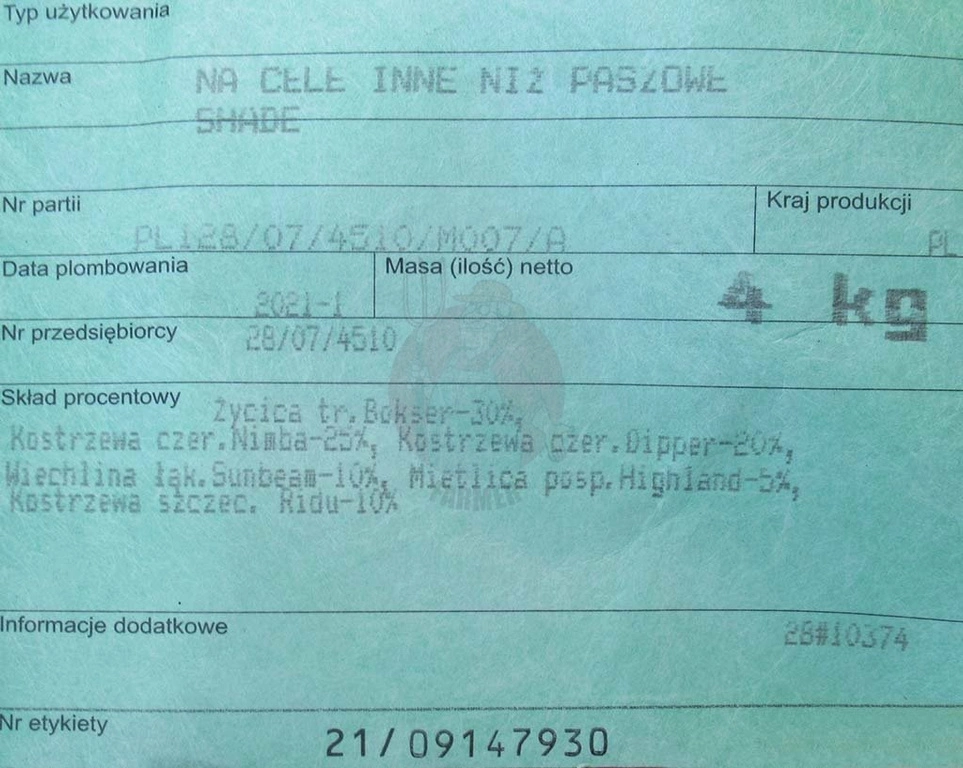 Typ użytkowania
Nazwa NA CELE INNE NIŻ PASZOWE
SHADE
Nr partii Kraj produkcji
PL128/07/4510/M007/A PL
Data plombowania Masa (ilość) netto
2021-1 4 kg
Nr przedsiębiorcy 28/07/4510
Skład procentowy Życica tr.Bokser-30%,
Kostrzewa czer.Nimba-25%, Kostrzewa czer.Dipper-20%,
Wiechlina łąk.Sunbeam-10%, Mietlica posp.Highland-5%,
Kostrzewa szczec. Ridu-10%
FARMER
Informacje dodatkowe 28#10374
Nr etykiety 21/09147930